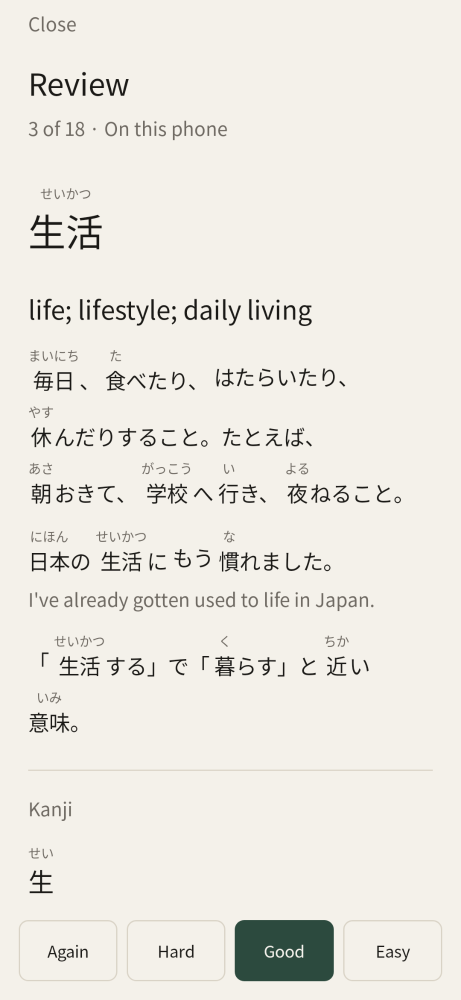 Close
Review
3 of 18 · On this phone
せいかつ
生活
life; lifestyle; daily living
まいにち た
毎日、食べたり、はたらいたり、
やす
休んだりすること。たとえば、
あさ がっこう い よる
朝おきて、学校へ行き、夜ねること。
にほん せいかつ な
日本の生活にもう慣れました。
I've already gotten used to life in Japan.
せいかつ く ちか
「生活する」で「暮らす」と近い
いみ
意味。
Kanji
せい
生
Again Hard Good Easy